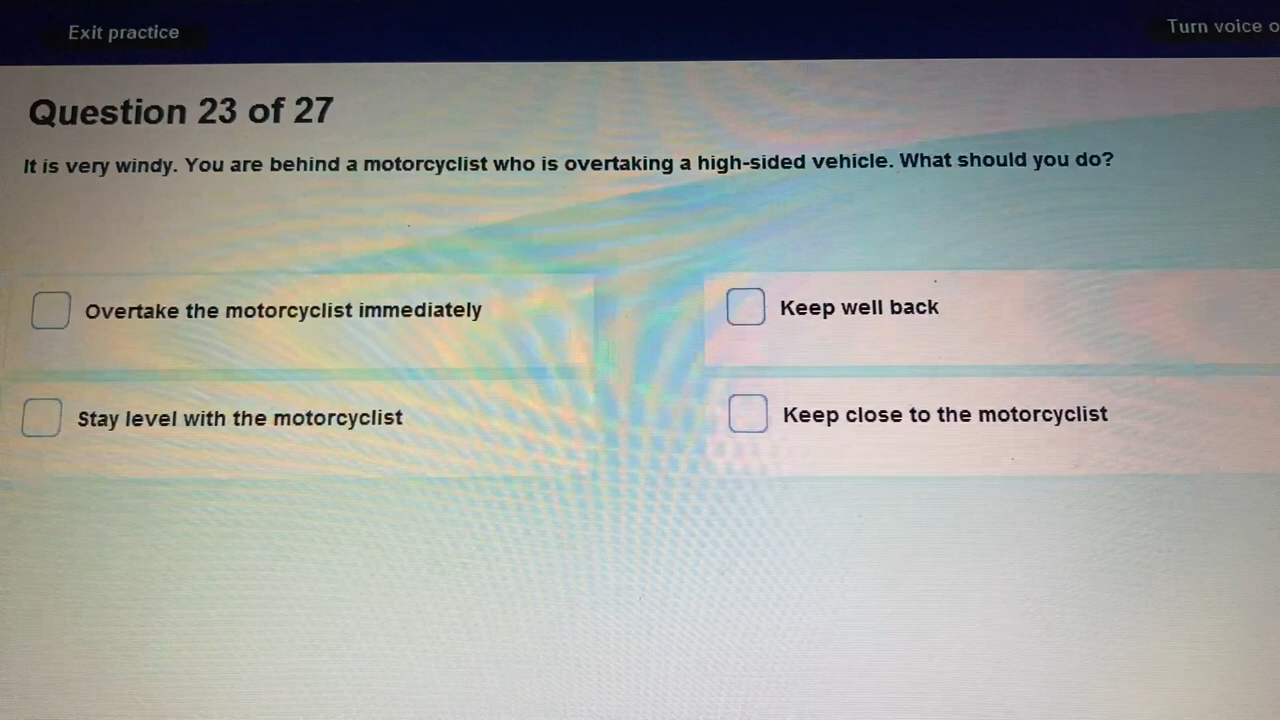 Exit practice
Turn voice o
Question 23 of 27
It is very windy. You are behind a motorcyclist who is overtaking a high-sided vehicle. What should you do?
Overtake the motorcyclist immediately
Keep well back
Stay level with the motorcyclist
Keep close to the motorcyclist